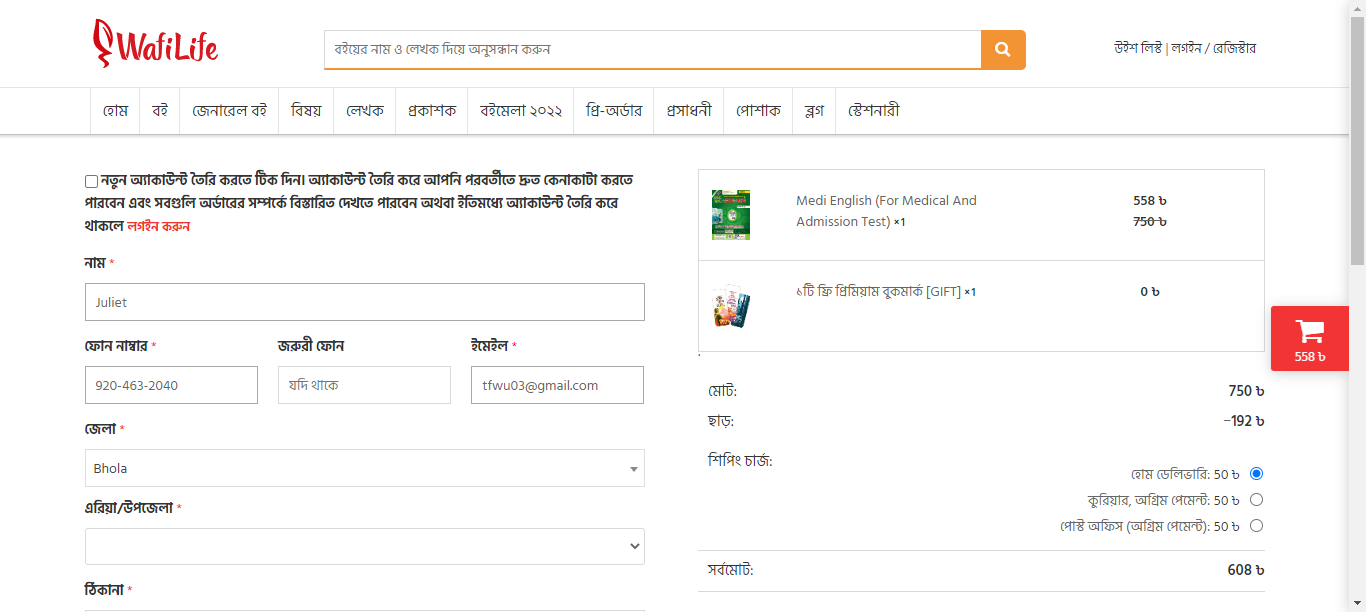 WafiLife
বইয়ের নাম ও লেখক দিয়ে অনুসন্ধান করুন
উইশ লিস্ট | লগইন / রেজিস্টার
হোম বই জেনারেল বই বিষয় লেখক প্রকাশক বইমেলা ২০২২ প্রি-অর্ডার প্রসাধনী পোশাক ব্লগ স্টেশনারী
নতুন অ্যাকাউন্ট তৈরি করতে টিক দিন। অ্যাকাউন্ট তৈরি করে আপনি পরবর্তীতে দ্রুত কেনাকাটা করতে
পারবেন এবং সবগুলি অর্ডারের সম্পর্কে বিস্তারিত দেখতে পারবেন অথবা ইতিমধ্যে অ্যাকাউন্ট তৈরি করে
থাকলে লগইন করুন
নাম *
Juliet
ফোন নাম্বার * জরুরী ফোন ইমেইল *
920-463-2040 যদি থাকে tfwu03@gmail.com
জেলা *
Bhola
এরিয়া/উপজেলা *
ঠিকানা *
Medi English (For Medical And 558 ৳
Admission Test) ×1 750 ৳
১টি ফ্রি প্রিমিয়াম বুকমার্ক [GIFT] ×1 0 ৳
558 ৳
মোট: 750 ৳
ছাড়: -192 ৳
শিপিং চার্জ:
হোম ডেলিভারি: 50 ৳
কুরিয়ার, অগ্রিম পেমেন্ট: 50 ৳
পোস্ট অফিস (অগ্রিম পেমেন্ট): 50 ৳
সর্বমোট: 608 ৳